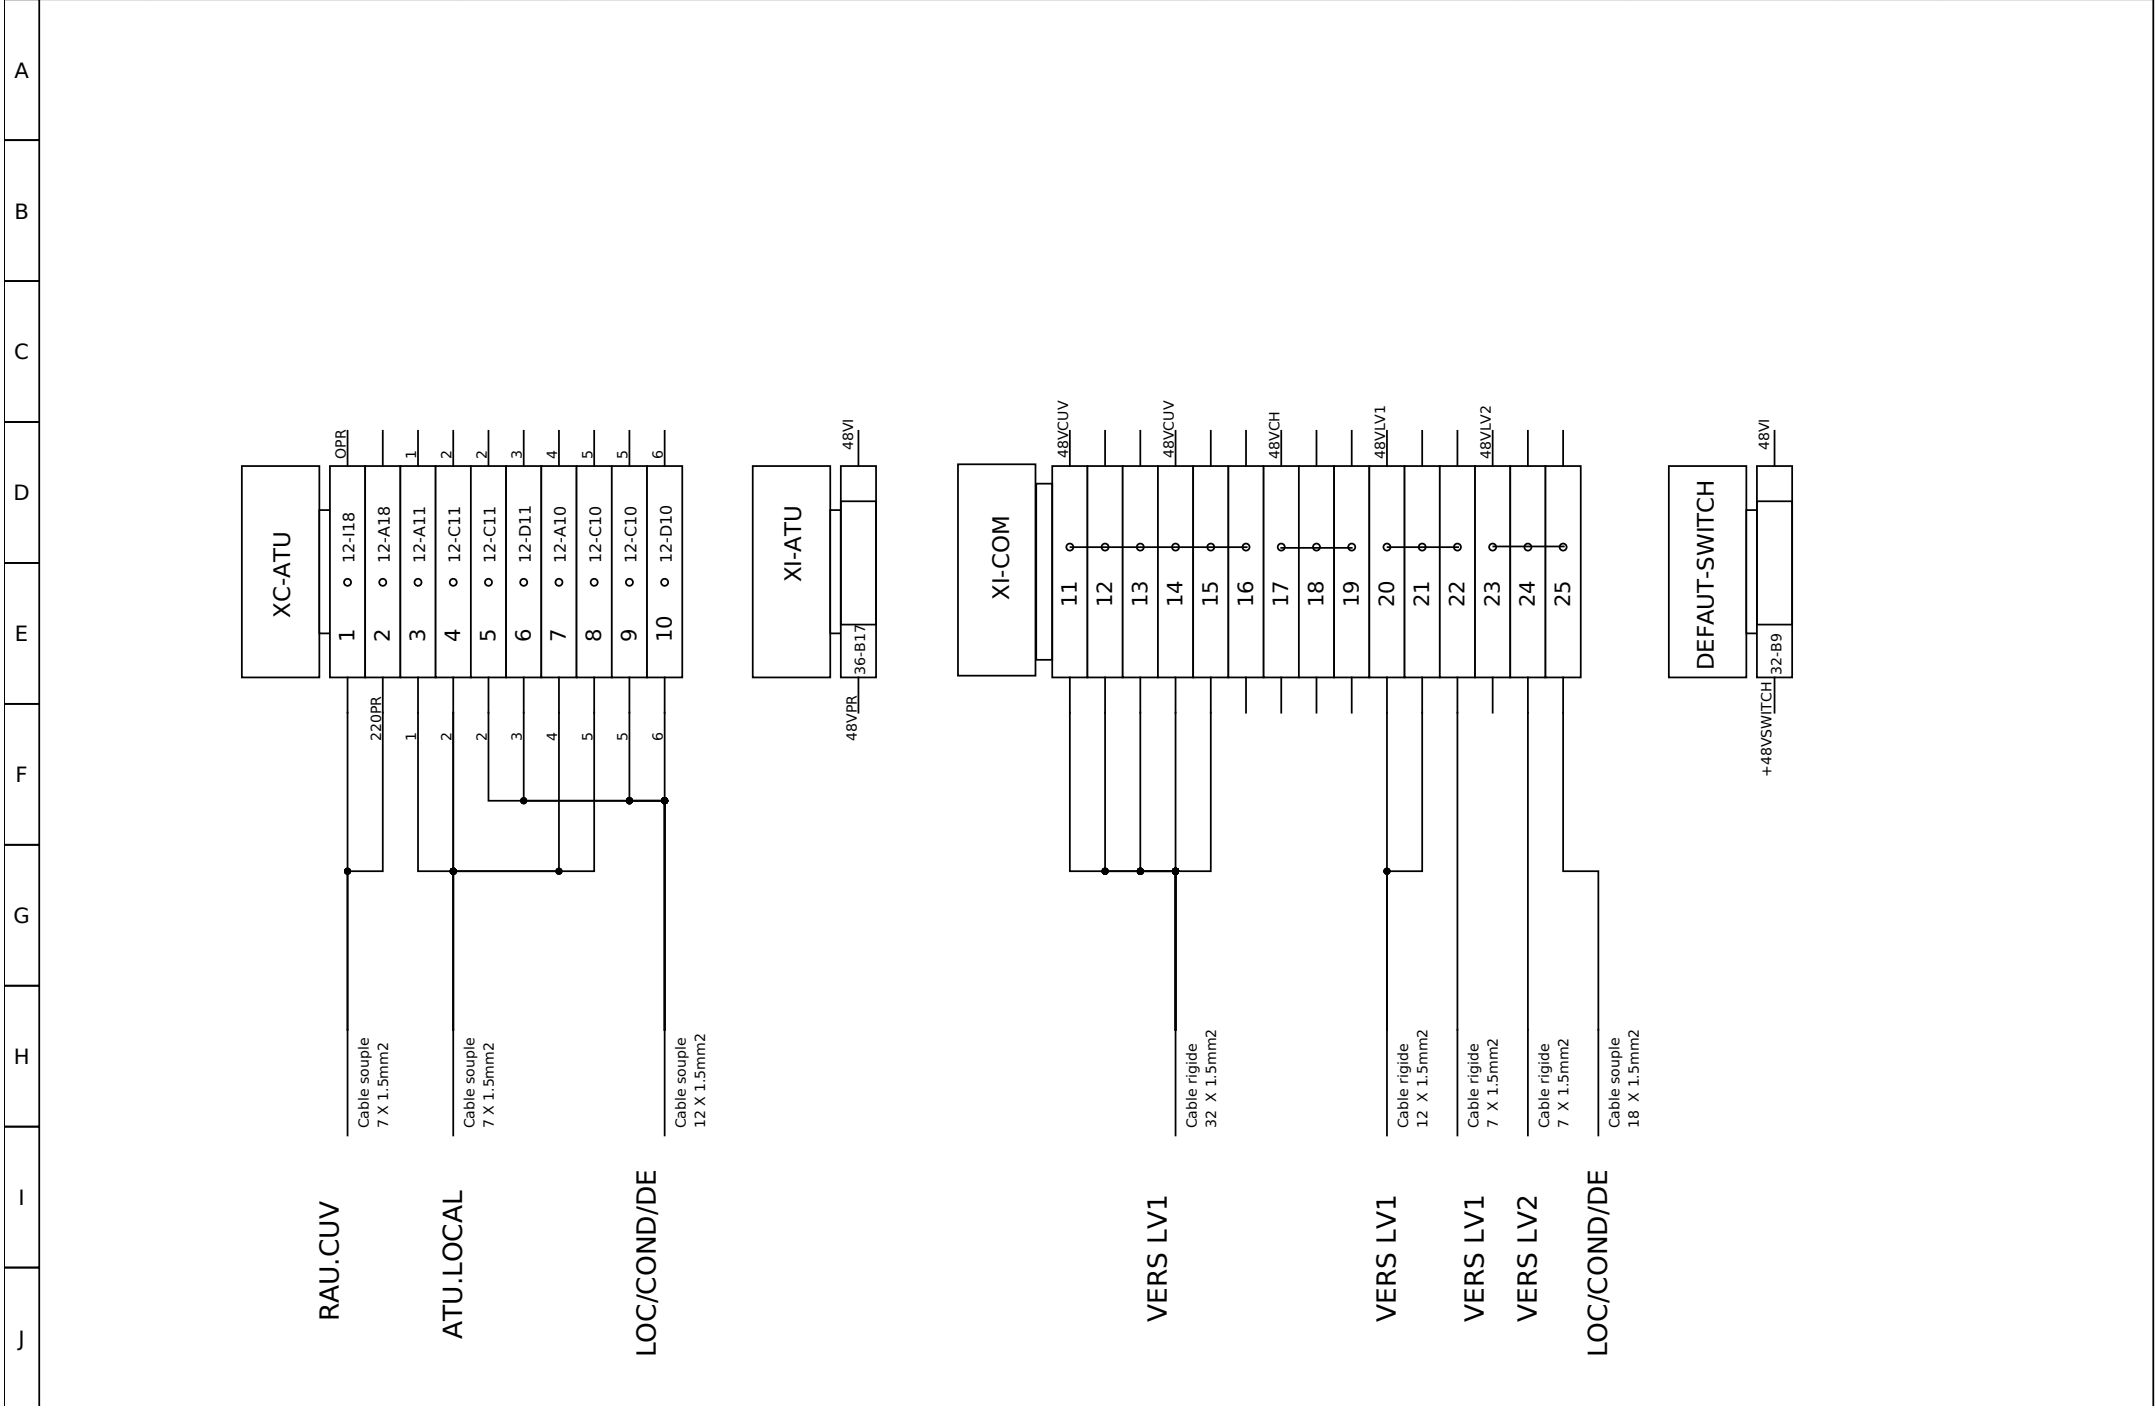 A
B
C
D
E
F
G
H
I
J
XC-ATU
OPR
1
2
2
3
4
5
5
6
12-I18
12-A18
12-A11
12-C11
12-C11
12-D11
12-A10
12-C10
12-C10
12-D10
1
2
3
4
5
6
7
8
9
10
220PR
1
2
2
3
4
5
5
6
Cable souple
7 X 1.5mm2
Cable souple
7 X 1.5mm2
Cable souple
12 X 1.5mm2
RAU.CUV
ATU.LOCAL
LOC/COND/DE
XI-ATU
48VI
36-B17
48VPR
XI-COM
48VCUV
48VCUV
48VCH
48VLV1
48VLV2
11
12
13
14
15
16
17
18
19
20
21
22
23
24
25
Cable rigide
32 X 1.5mm2
Cable rigide
12 X 1.5mm2
Cable rigide
7 X 1.5mm2
Cable rigide
7 X 1.5mm2
Cable souple
18 X 1.5mm2
VERS LV1
VERS LV1
VERS LV1
VERS LV2
LOC/COND/DE
DEFAUT-SWITCH
48VI
32-B9
+48VSWITCH